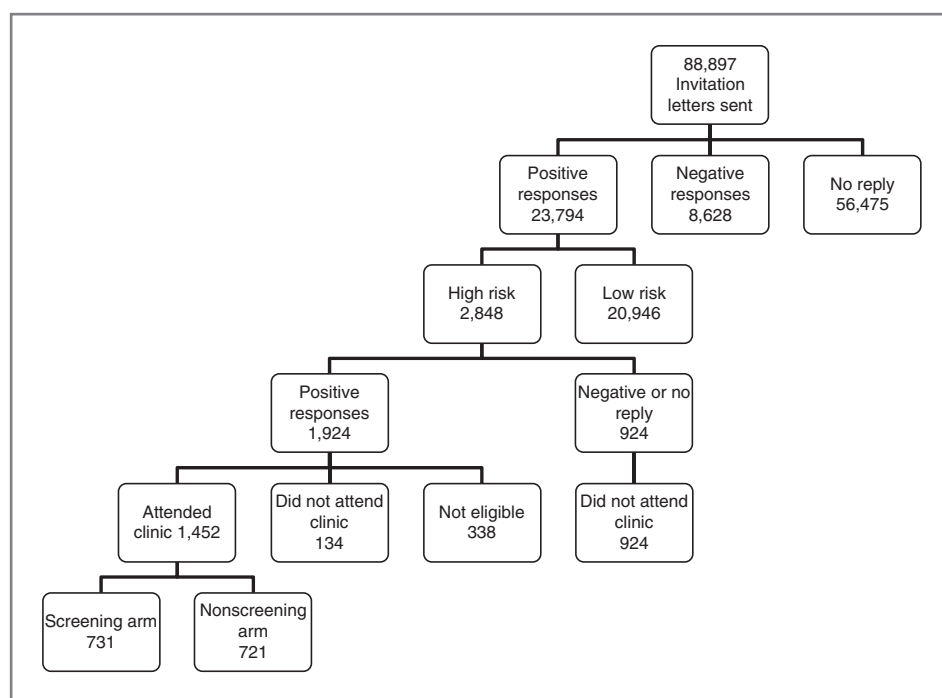 88,897
Invitation
letters sent
Positive
responses
23,794
Negative
responses
8,628
No reply
56,475
High risk
2,848
Low risk
20,946
Positive
responses
1,924
Negative or no
reply
924
Attended
clinic 1,452
Did not attend
clinic
134
Not eligible
338
Did not attend
clinic
924
Screening arm
731
Nonscreening
arm
721